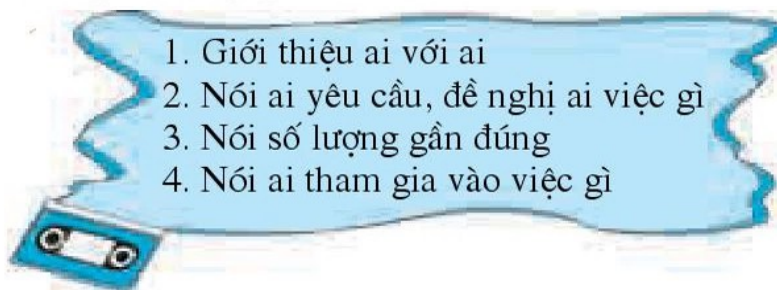 1. Giới thiệu ai với ai
2. Nói ai yêu cầu, đề nghị ai việc gì
3. Nói số lượng gần đúng
4. Nói ai tham gia vào việc gì